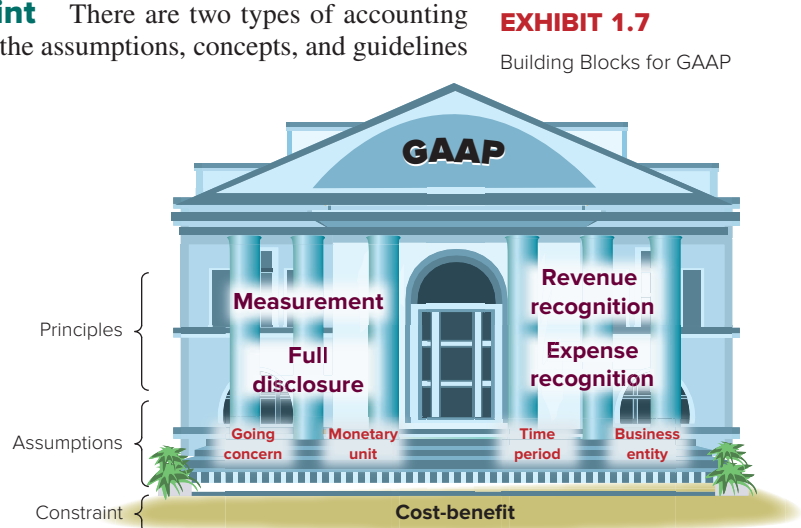 int There are two types of accounting
the assumptions, concepts, and guidelines
EXHIBIT 1.7
Building Blocks for GAAP
GAAP
Principles
Measurement
Full
disclosure
Revenue
recognition
Expense
recognition
Assumptions
Going
concern
Monetary
unit
Time
period
Business
entity
Constraint
Cost-benefit